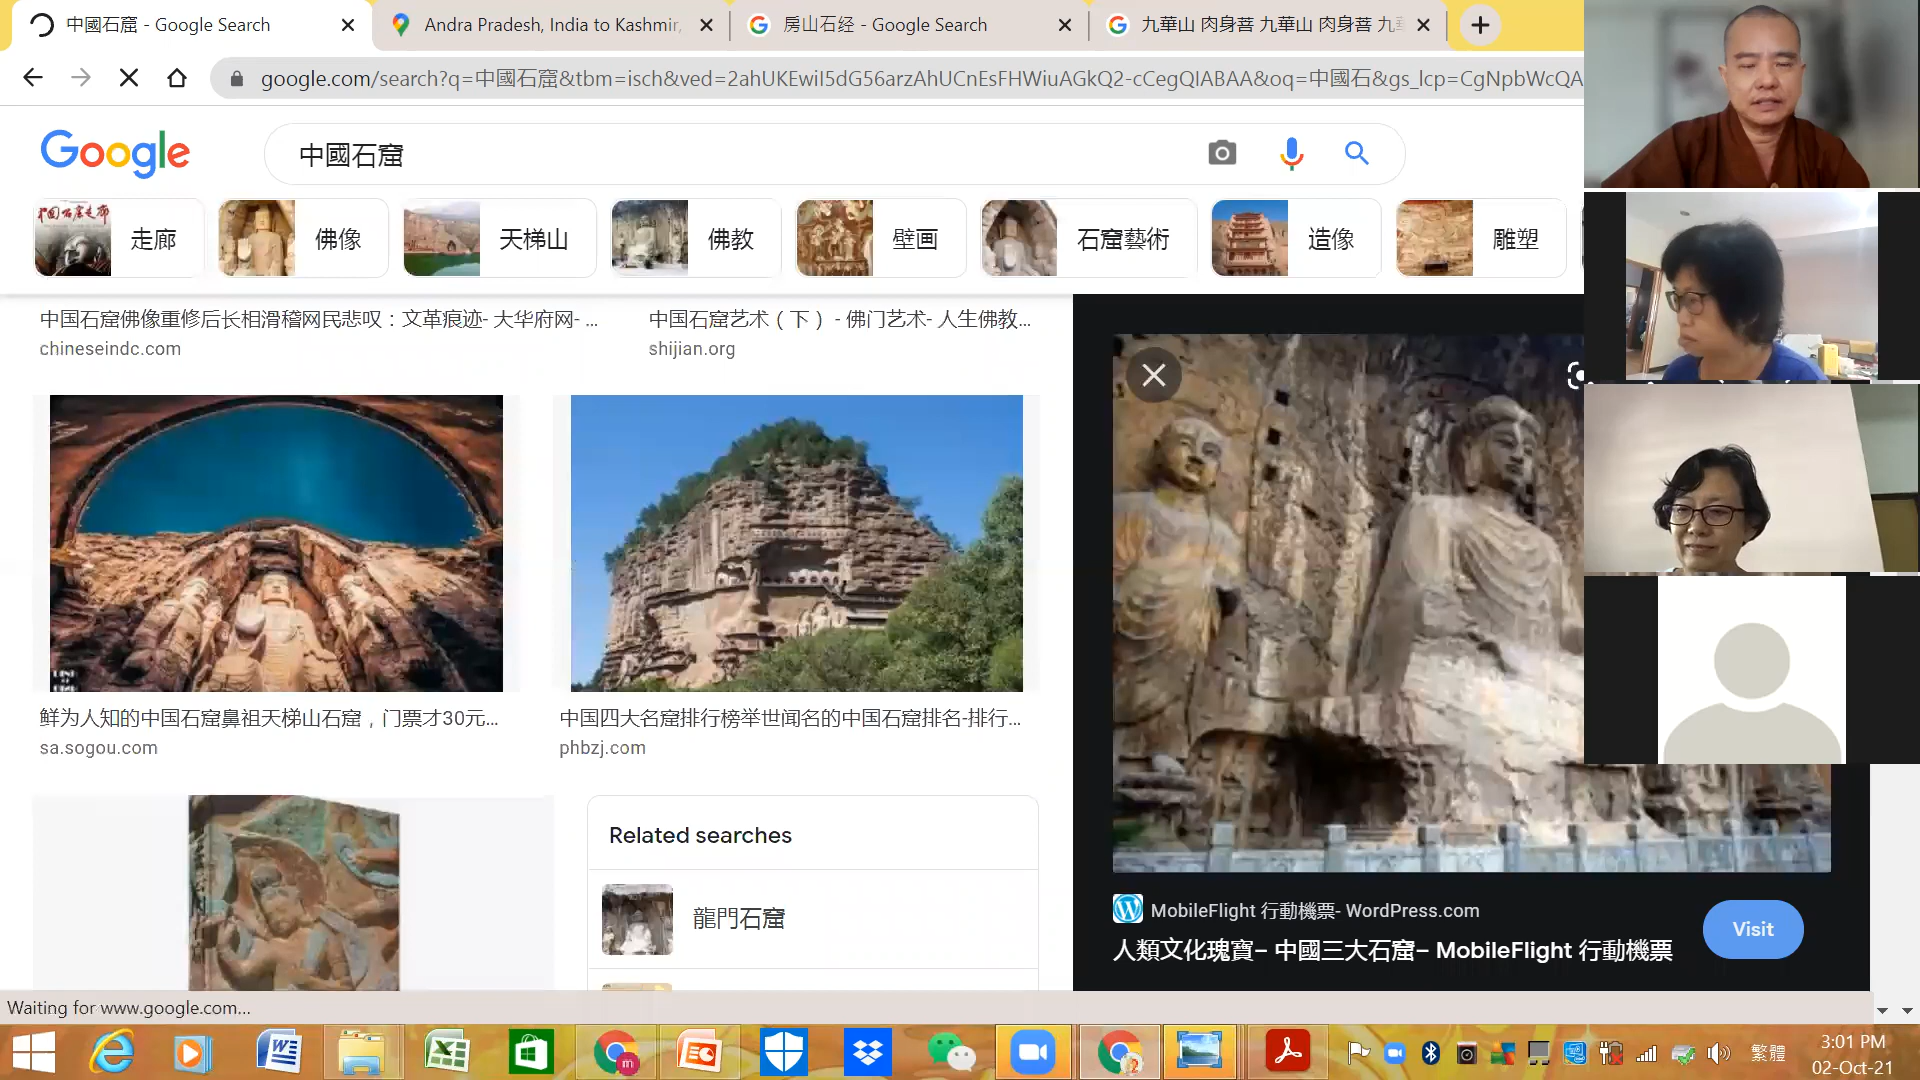 中國石窟 - Google Search
Andra Pradesh, India to Kashmir,
房山石经 - Google Search
九華山 肉身菩 九華山 肉身菩 九
google.com/search?q=中國石窟&tbm=isch&ved=2ahUKEwiI5dG56arzAhUCnEsFHWiuAGkQ2-cCegQIABAA&oq=中國石&gs_lcp=CgNpbWcQA
Google
中國石窟
走廊
佛像
天梯山
佛教
壁画
石窟藝術
造像
雕塑
中国石窟佛像重修后长相滑稽网民悲叹：文革痕迹- 大华府网- ...
chineseindc.com
中国石窟艺术（下） - 佛门艺术- 人生佛教...
shijian.org
鲜为人知的中国石窟鼻祖天梯山石窟，门票才30元...
sa.sogou.com
中国四大名窟排行榜举世闻名的中国石窟排名-排行...
phbzj.com
Related searches
龍門石窟
MobileFlight 行動機票- WordPress.com
人類文化瑰寶– 中國三大石窟– MobileFlight 行動機票
Visit
Waiting for www.google.com...
繁體
3:01 PM
02-Oct-21